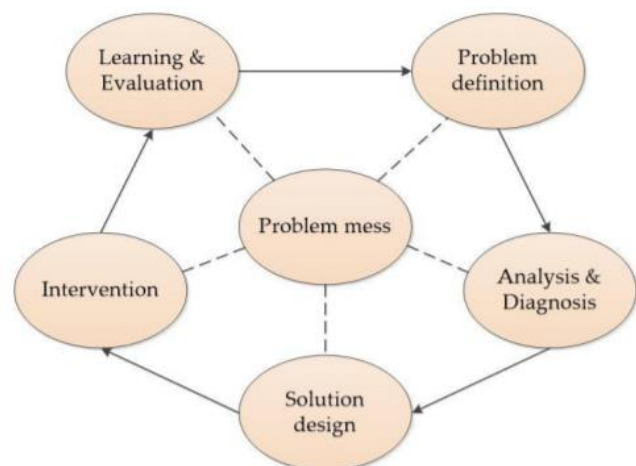 Learning &
Evaluation
Problem
definition
Problem mess
Intervention
Analysis &
Diagnosis
Solution
design